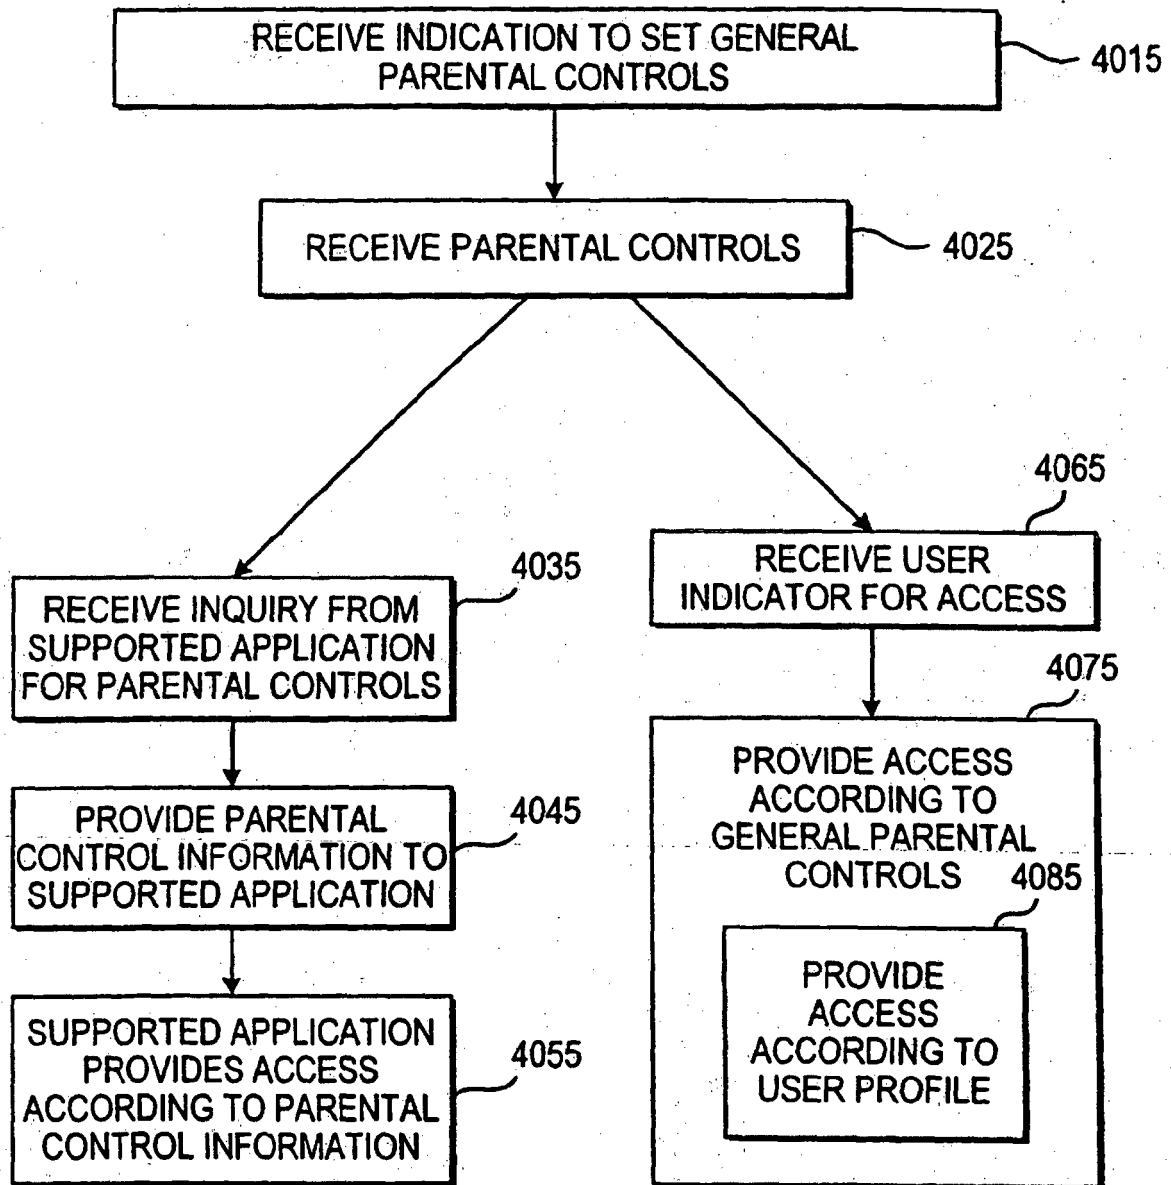 RECEIVE INDICATION TO SET GENERAL
PARENTAL CONTROLS
4015
RECEIVE PARENTAL CONTROLS
4025
4035
RECEIVE INQUIRY FROM
SUPPORTED APPLICATION
FOR PARENTAL CONTROLS
PROVIDE PARENTAL
CONTROL INFORMATION TO
SUPPORTED APPLICATION
4045
SUPPORTED APPLICATION
PROVIDES ACCESS
ACCORDING TO PARENTAL
CONTROL INFORMATION
4055
4065
RECEIVE USER
INDICATOR FOR ACCESS
4075
PROVIDE ACCESS
ACCORDING TO
GENERAL PARENTAL
CONTROLS
4085
PROVIDE
ACCESS
ACCORDING TO
USER PROFILE